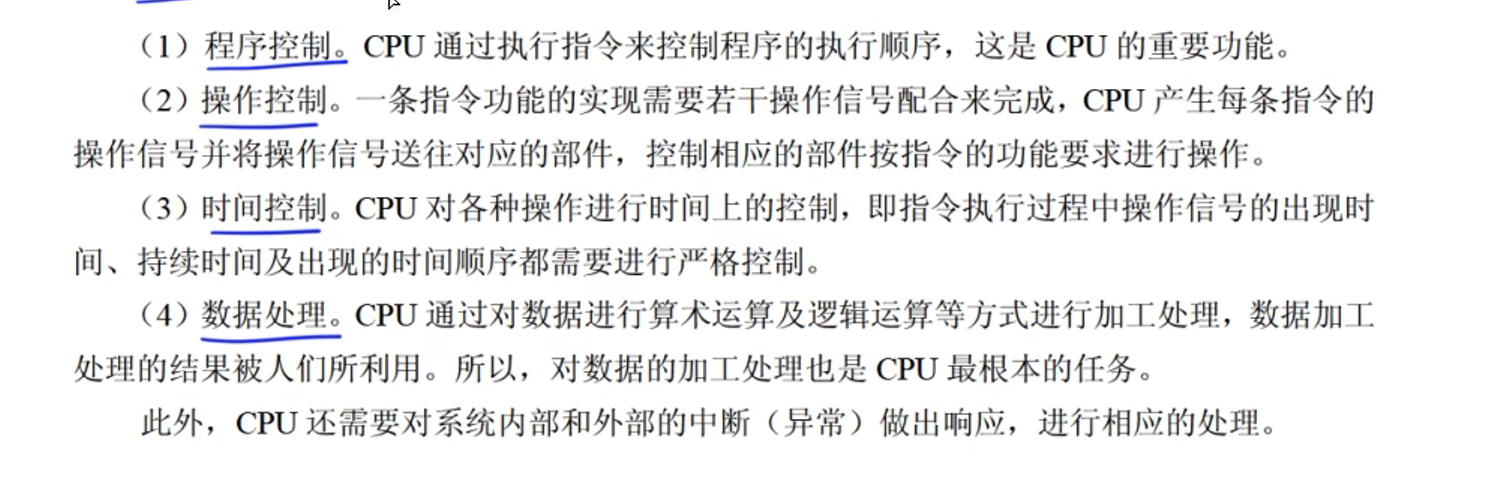 （1）程序控制。CPU 通过执行指令来控制程序的执行顺序，这是 CPU 的重要功能。
（2）操作控制。一条指令功能的实现需要若干操作信号配合来完成，CPU 产生每条指令的
操作信号并将操作信号送往对应的部件，控制相应的部件按指令的功能要求进行操作。
（3）时间控制。CPU 对各种操作进行时间上的控制，即指令执行过程中操作信号的出现时
间、持续时间及出现的时间顺序都需要进行严格控制。
（4）数据处理。CPU 通过对数据进行算术运算及逻辑运算等方式进行加工处理，数据加工
处理的结果被人们所利用。所以，对数据的加工处理也是 CPU 最根本的任务。
此外，CPU 还需要对系统内部和外部的中断（异常）做出响应，进行相应的处理。